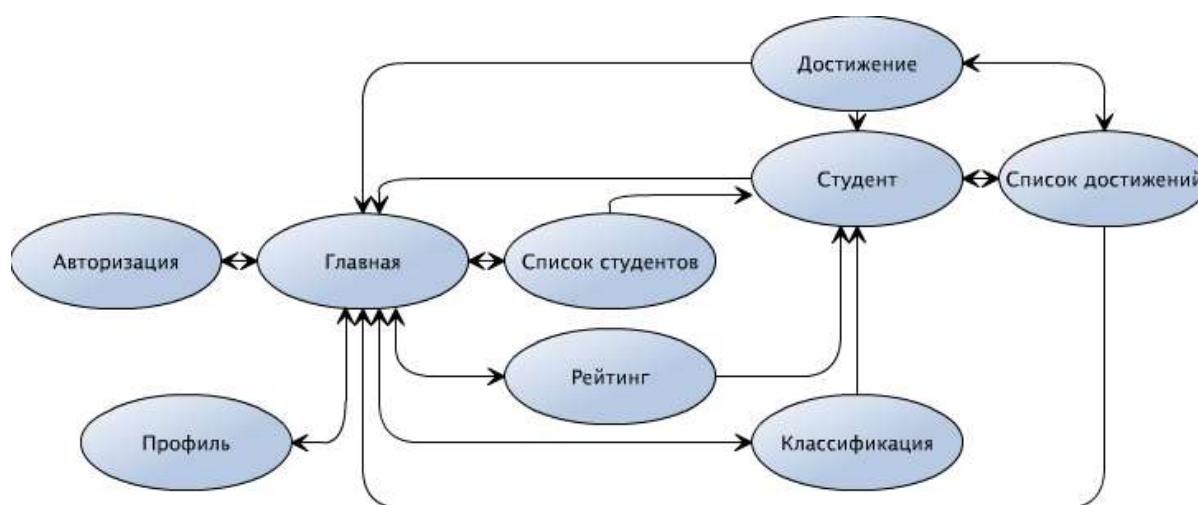 Достижение
Студент
Список достижений
Авторизация
Главная
Список студентов
Рейтинг
Профиль
Классификация